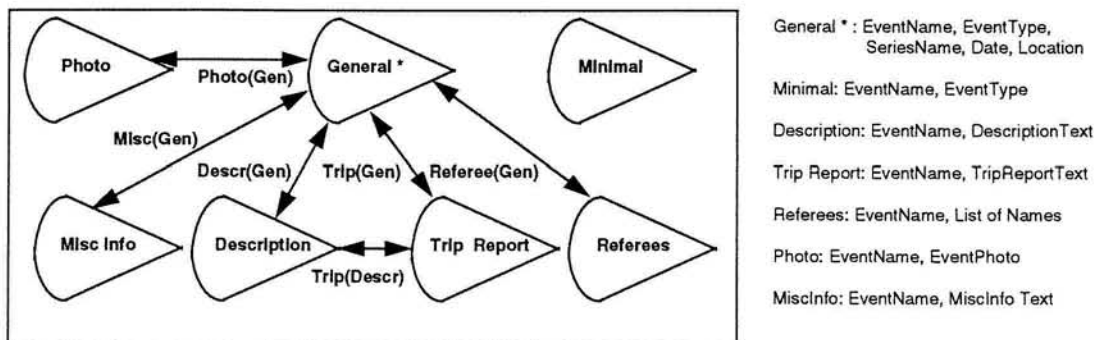 Photo
General *
Minimal
Photo(Gen)
Misc(Gen)
Descr(Gen)
Trip(Gen)
Referee(Gen)
Misc Info
Description
Trip Report
Referees
Trip(Descr)
General * : EventName, EventType,
SeriesName, Date, Location
Minimal: EventName, EventType
Description: EventName, DescriptionText
Trip Report: EventName, TripReportText
Referees: EventName, List of Names
Photo: EventName, EventPhoto
MiscInfo: EventName, MiscInfo Text